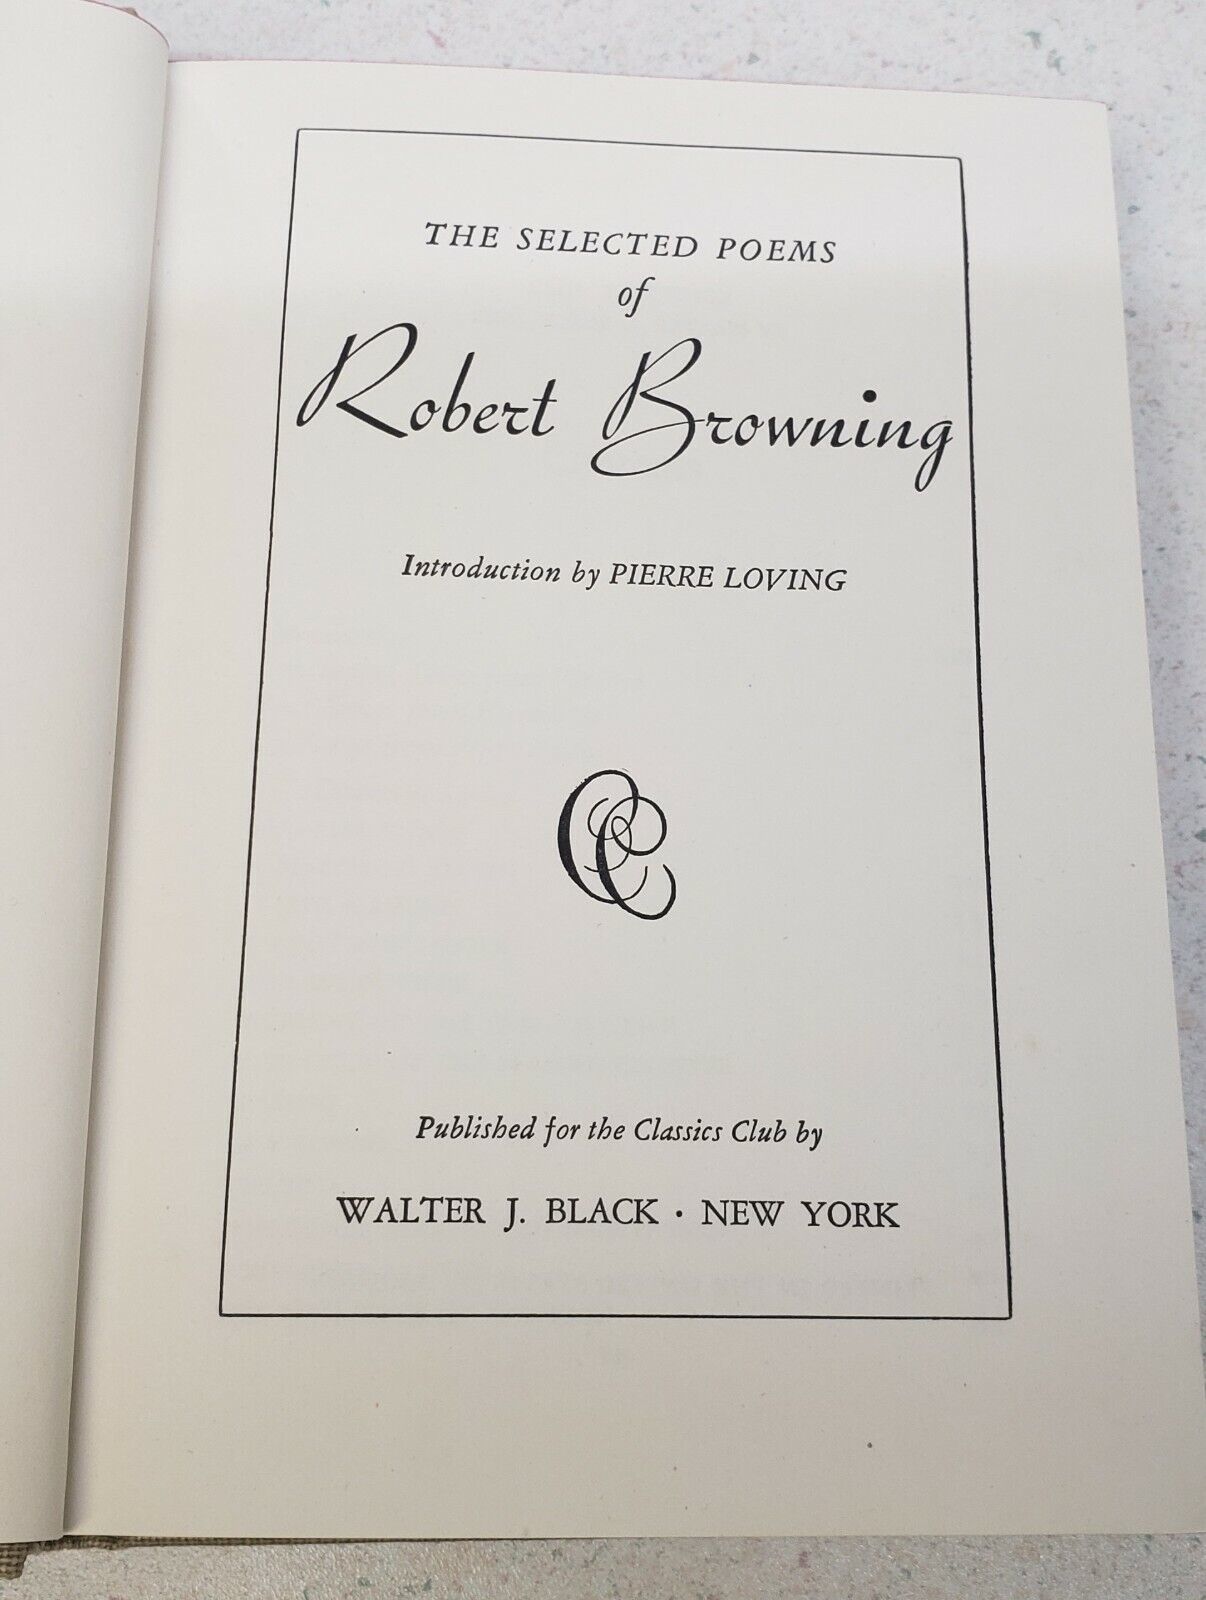 THE SELECTED POEMS
of
Robert Browning
Introduction by PIERRE LOVING
CC
Published for the Classics Club by
WALTER J. BLACK · NEW YORK